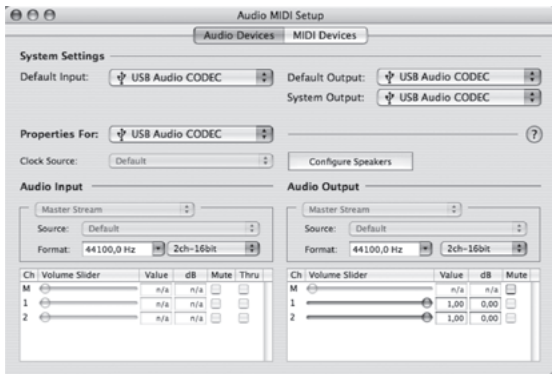 Audio MIDI Setup
Audio Devices MIDI Devices
System Settings
Default Input: USB Audio CODEC
Default Output: USB Audio CODEC
System Output: USB Audio CODEC
Properties For: USB Audio CODEC ?
Clock Source: Default
Configure Speakers
Audio Input
Audio Output
Master Stream
Master Stream
Source: Default
Source: Default
Format: 44100,0 Hz 2ch-16bit
Format: 44100,0 Hz 2ch-16bit
Ch Volume Slider Value dB Mute Thru
M n/a n/a
1 n/a n/a
2 n/a n/a
Ch Volume Slider Value dB Mute
M n/a n/a
1 1,00 0,00
2 1,00 0,00